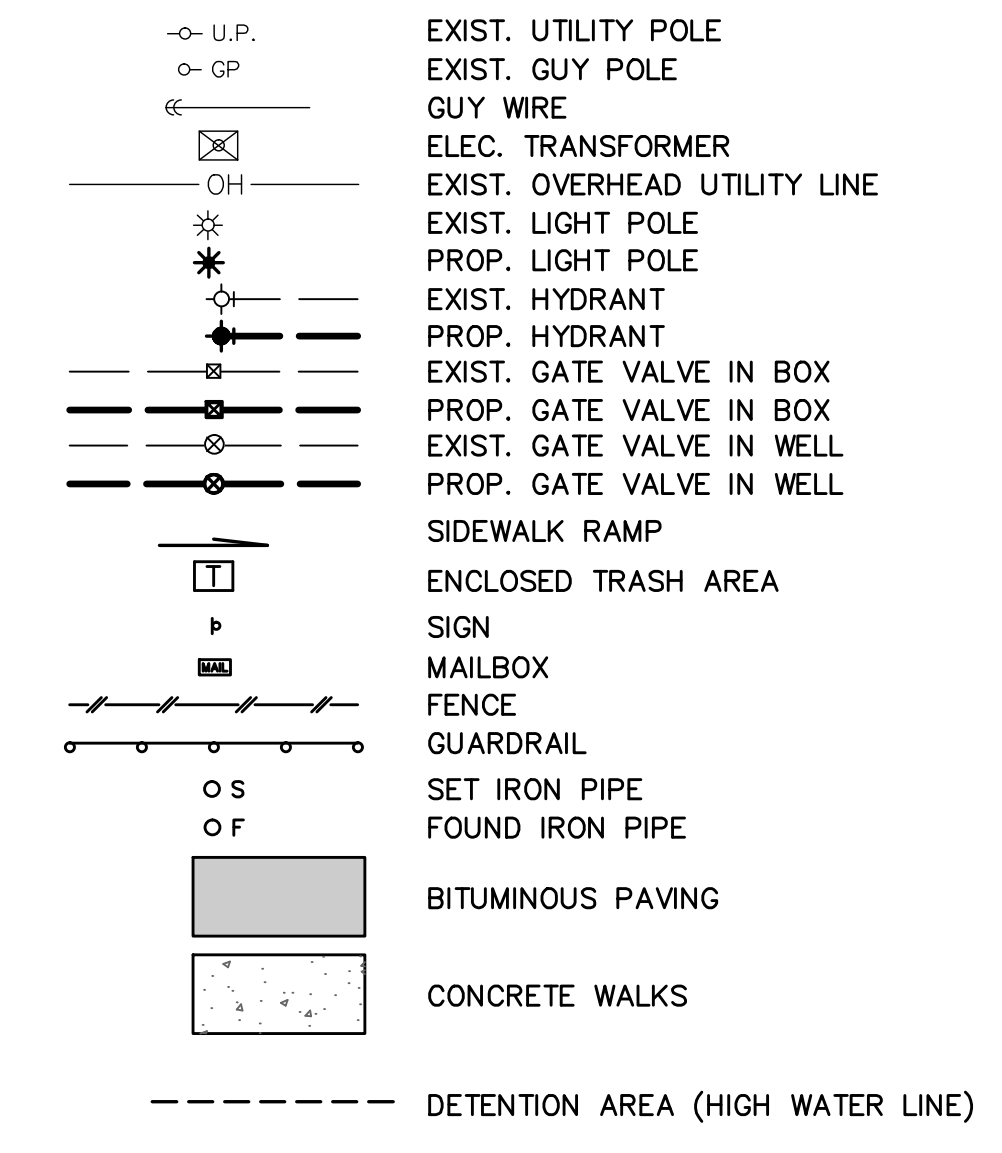 U.P. EXIST. UTILITY POLE
GP EXIST. GUY POLE
GUY WIRE
ELEC. TRANSFORMER
OH EXIST. OVERHEAD UTILITY LINE
EXIST. LIGHT POLE
PROP. LIGHT POLE
EXIST. HYDRANT
PROP. HYDRANT
EXIST. GATE VALVE IN BOX
PROP. GATE VALVE IN BOX
EXIST. GATE VALVE IN WELL
PROP. GATE VALVE IN WELL
SIDEWALK RAMP
T ENCLOSED TRASH AREA
SIGN
MAIL MAILBOX
FENCE
GUARDRAIL
S SET IRON PIPE
F FOUND IRON PIPE
BITUMINOUS PAVING
CONCRETE WALKS
DETENTION AREA (HIGH WATER LINE)